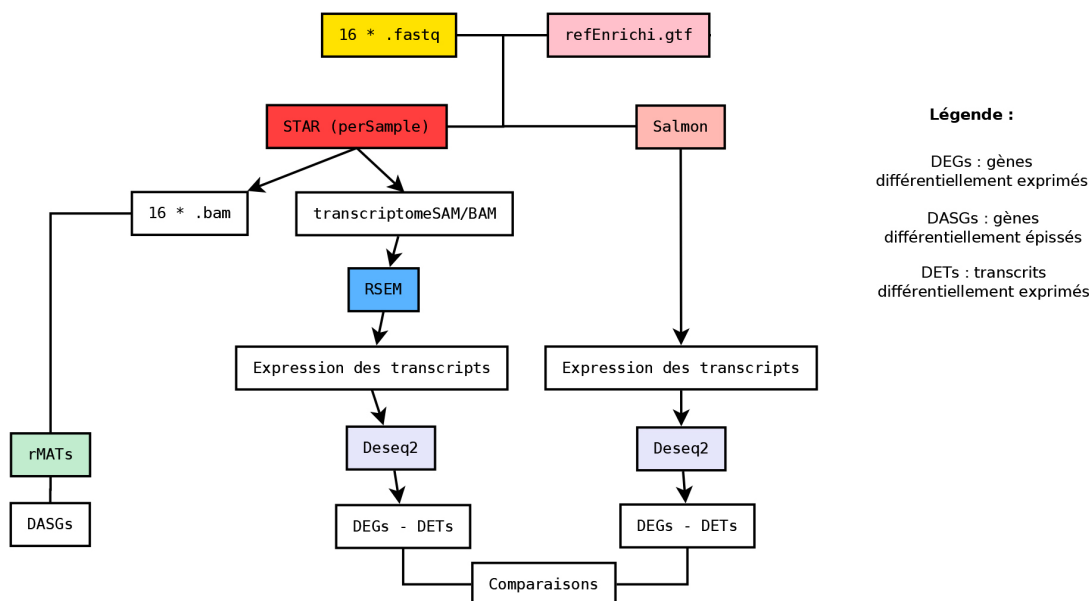 16 * .fastq
refEnrichi.gtf
STAR (perSample)
Salmon
Légende :
DEGs : gènes
différentiellement exprimés
16 * .bam
transcriptomeSAM/BAM
DASGs : gènes
différentiellement épissés
RSEM
DETs : transcrits
différentiellement exprimés
Expression des transcripts
Expression des transcripts
rMATs
Deseq2
Deseq2
DASGs
DEGs - DETs
DEGs - DETs
Comparaisons